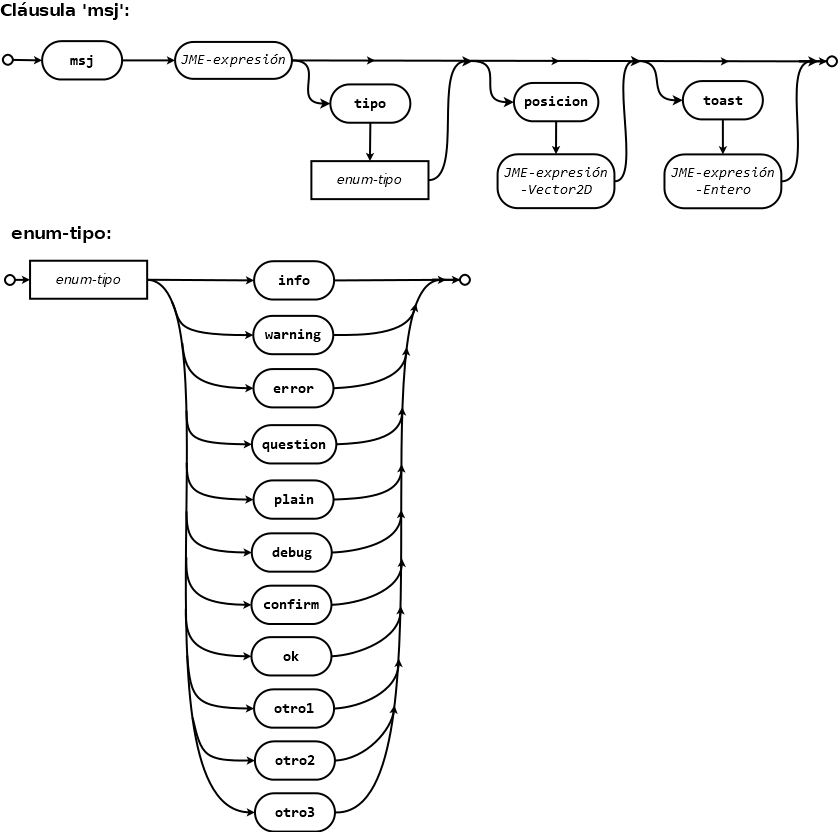 Cláusula 'msj':
msj
JME-expresión
tipo
posicion
toast
enum-tipo
JME-expresión
-Vector2D
JME-expresión
-Entero
enum-tipo:
enum-tipo
info
warning
error
question
plain
debug
confirm
ok
otro1
otro2
otro3